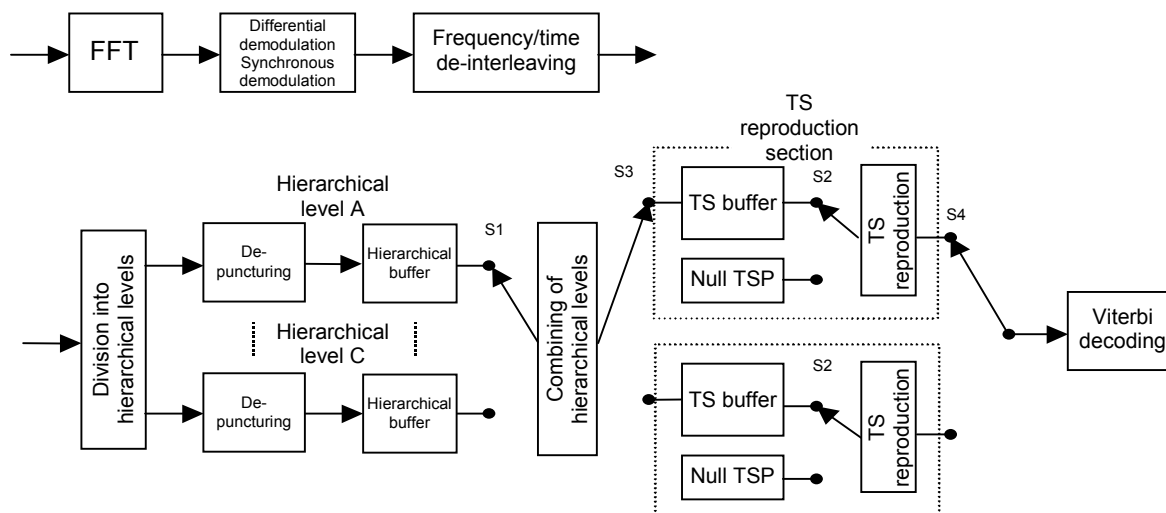 FFT
Differential
demodulation
Synchronous
demodulation
Frequency/time
de-interleaving
TS
reproduction
section
Hierarchical
level A
Division into
hierarchical levels
De-
puncturing
Hierarchical
buffer
S1
Combining of
hierarchical levels
S3
TS buffer
S2
TS
reproduction
S4
Null TSP
Viterbi
decoding
Hierarchical
level C
De-
puncturing
Hierarchical
buffer
TS buffer
S2
TS
reproduction
Null TSP